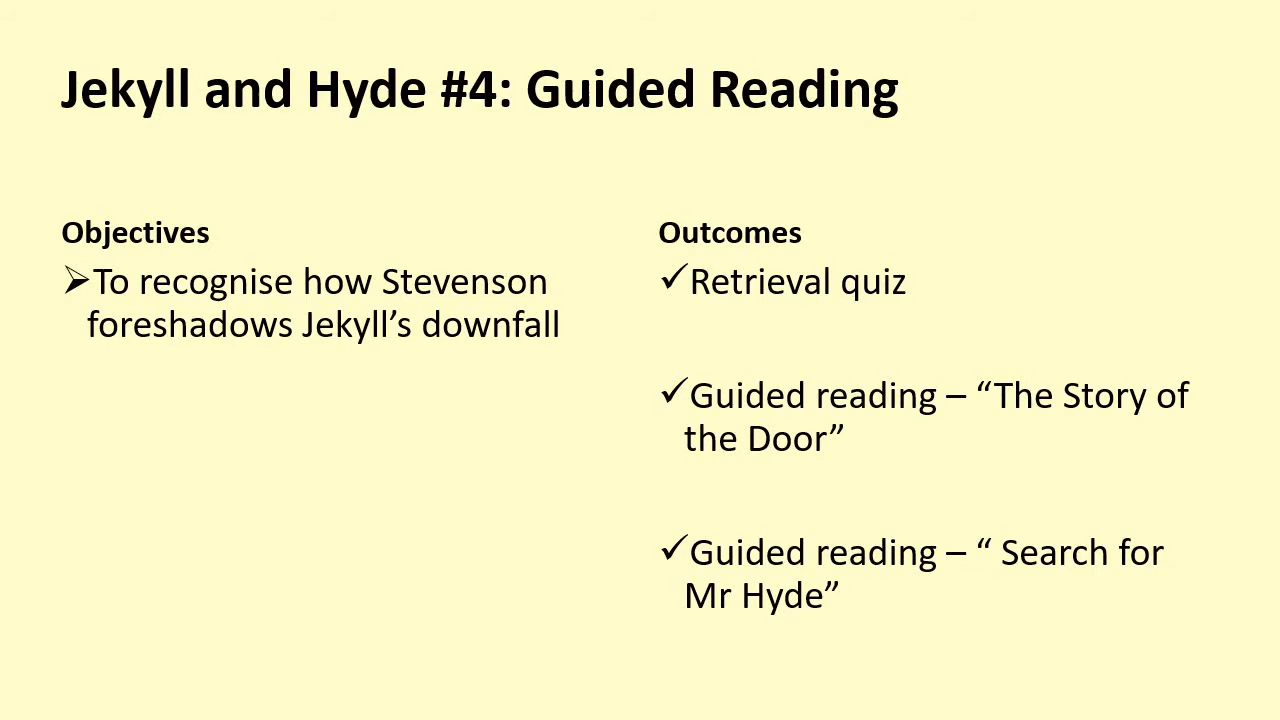 Jekyll and Hyde #4: Guided Reading
Objectives
➢To recognise how Stevenson
foreshadows Jekyll’s downfall
Outcomes
✓Retrieval quiz
✓Guided reading – “The Story of
the Door”
✓Guided reading – “ Search for
Mr Hyde”